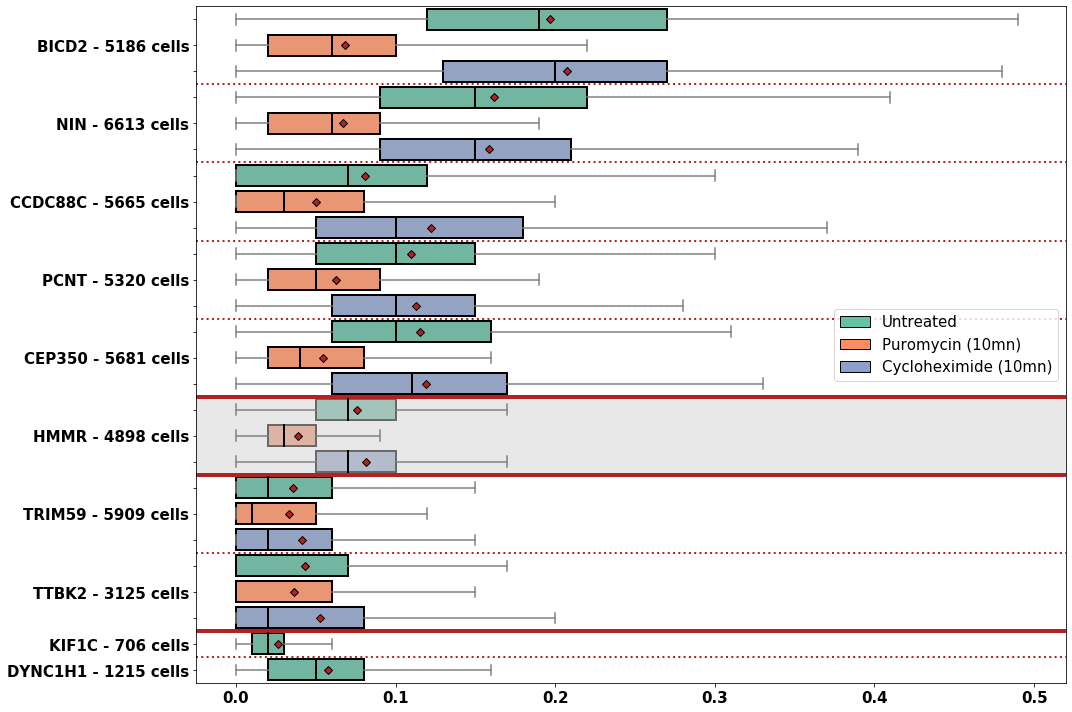 BICD2 - 5186 cells
NIN - 6613 cells
CCDC88C - 5665 cells
PCNT - 5320 cells
CEP350 - 5681 cells
HMMR - 4898 cells
TRIM59 - 5909 cells
TTBK2 - 3125 cells
KIF1C - 706 cells
DYNC1H1 - 1215 cells
Untreated
Puromycin (10mn)
Cycloheximide (10mn)
0.0 0.1 0.2 0.3 0.4 0.5